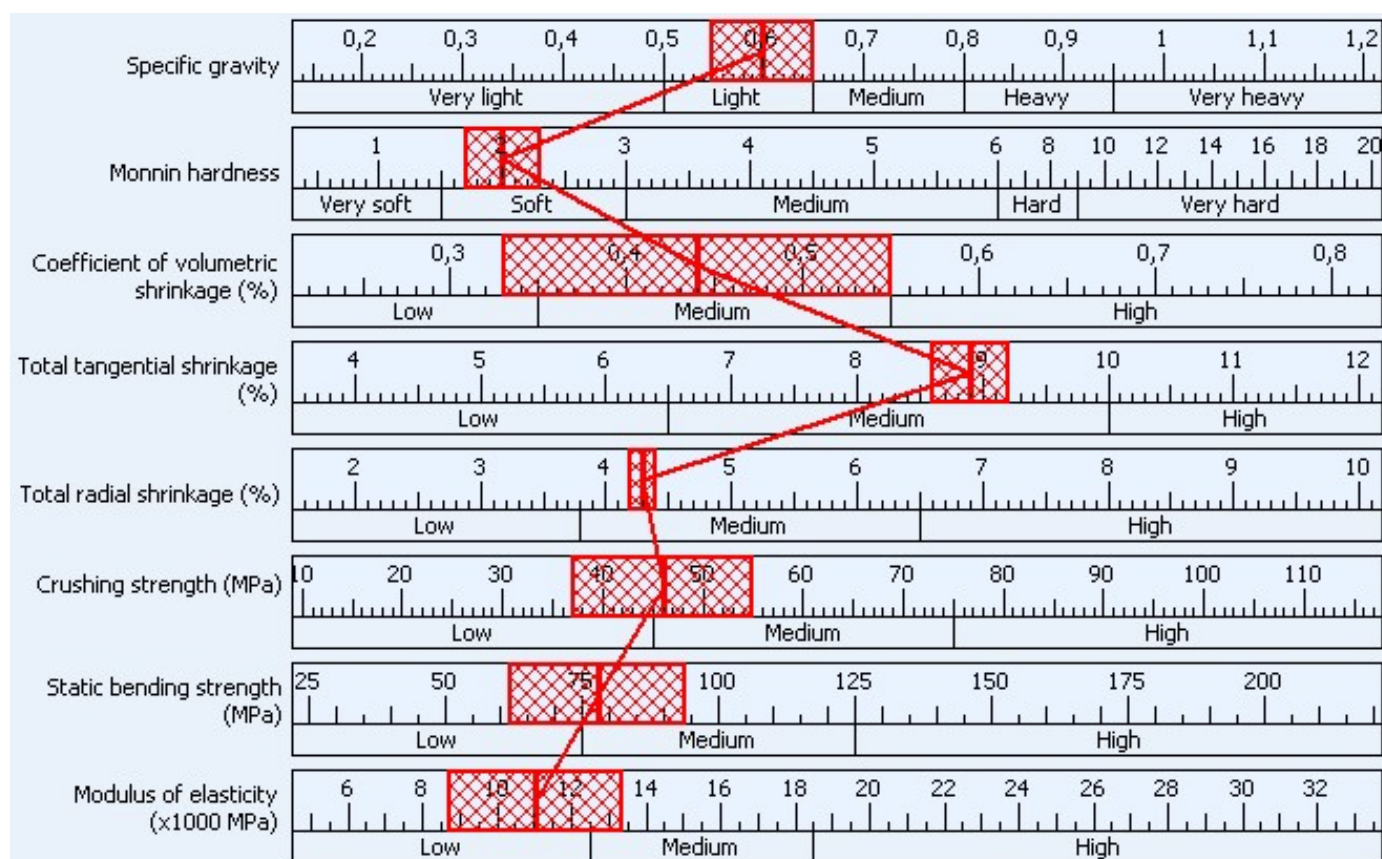 Specific gravity
0,2 0,3 0,4 0,5 0,6 0,7 0,8 0,9 1 1,1 1,2
Very light Light Medium Heavy Very heavy
Monnin hardness
1 2 3 4 5 6 8 10 12 14 16 18 20
Very soft Soft Medium Hard Very hard
Coefficient of volumetric
shrinkage (%)
0,3 0,4 0,5 0,6 0,7 0,8
Low Medium High
Total tangential shrinkage
(%)
4 5 6 7 8 9 10 11 12
Low Medium High
Total radial shrinkage (%)
2 3 4 5 6 7 8 9 10
Low Medium High
Crushing strength (MPa)
10 20 30 40 50 60 70 80 90 100 110
Low Medium High
Static bending strength
(MPa)
25 50 75 100 125 150 175 200
Low Medium High
Modulus of elasticity
(x1000 MPa)
6 8 10 12 14 16 18 20 22 24 26 28 30 32
Low Medium High